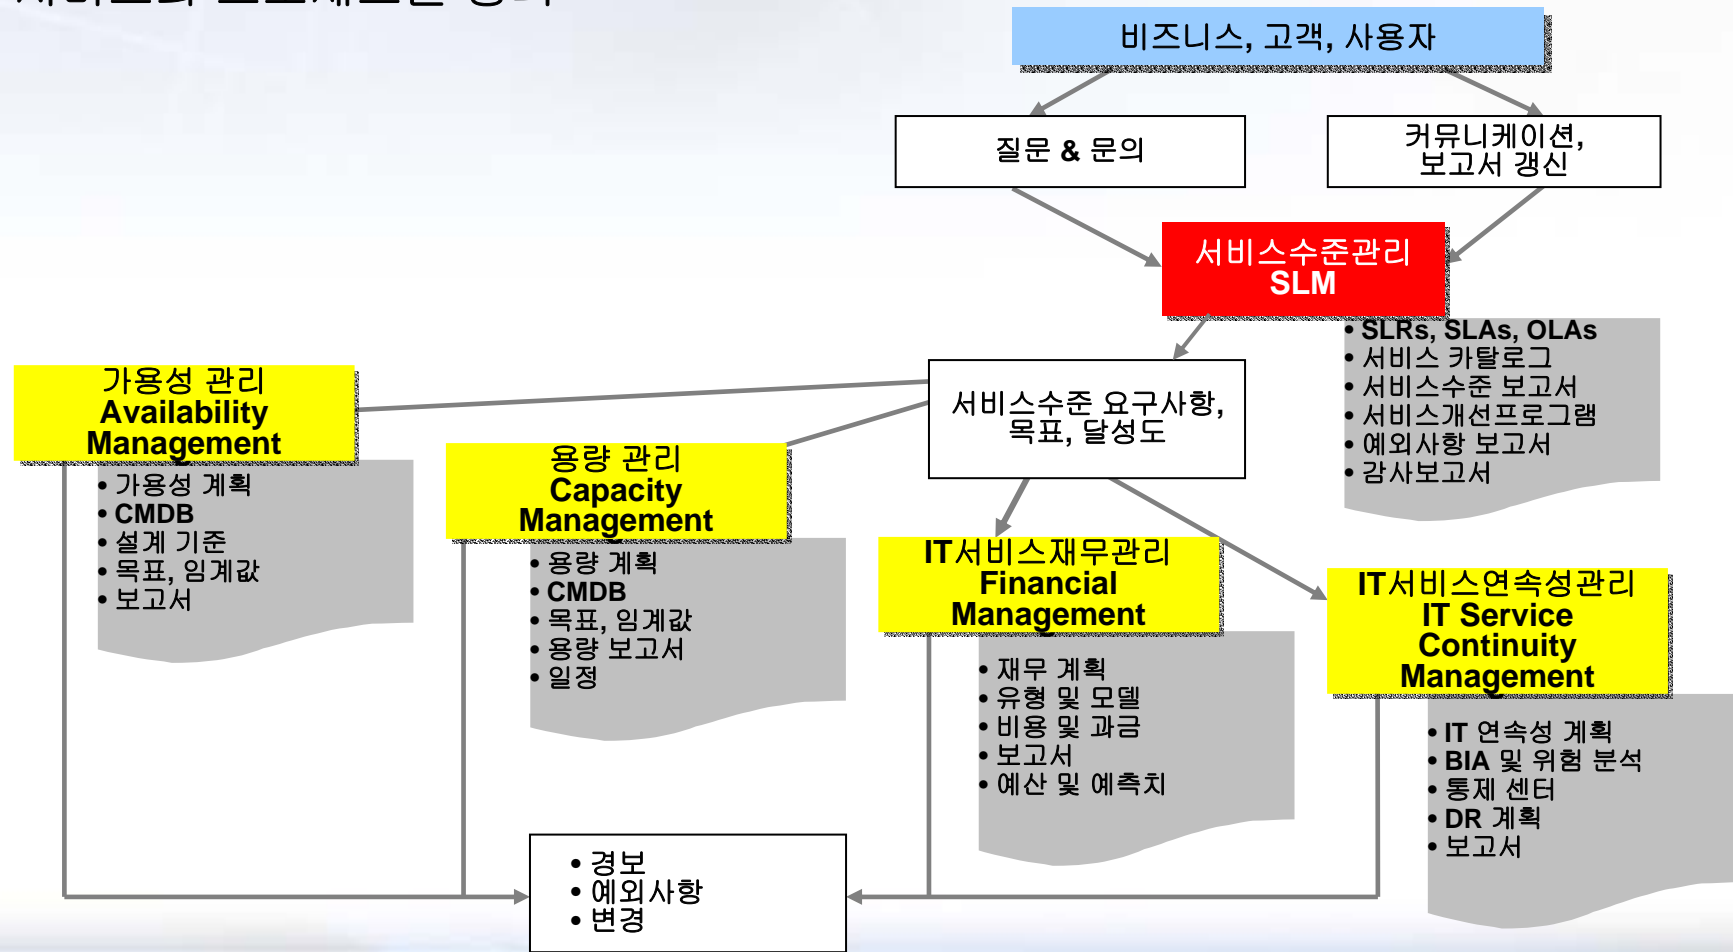 비즈니스, 고객, 사용자
질문 & 문의
커뮤니케이션,
보고서 갱신
서비스수준관리
SLM
• SLRs, SLAs, OLAs
• 서비스 카탈로그
• 서비스수준 보고서
• 서비스개선프로그램
• 예외사항 보고서
• 감사보고서
서비스수준 요구사항,
목표, 달성도
가용성 관리
Availability
Management
• 가용성 계획
• CMDB
• 설계 기준
• 목표, 임계값
• 보고서
용량 관리
Capacity
Management
• 용량 계획
• CMDB
• 목표, 임계값
• 용량 보고서
• 일정
IT서비스재무관리
Financial
Management
• 재무 계획
• 유형 및 모델
• 비용 및 과금
• 보고서
• 예산 및 예측치
IT서비스연속성관리
IT Service
Continuity
Management
• IT 연속성 계획
• BIA 및 위험 분석
• 통제 센터
• DR 계획
• 보고서
• 경보
• 예외사항
• 변경